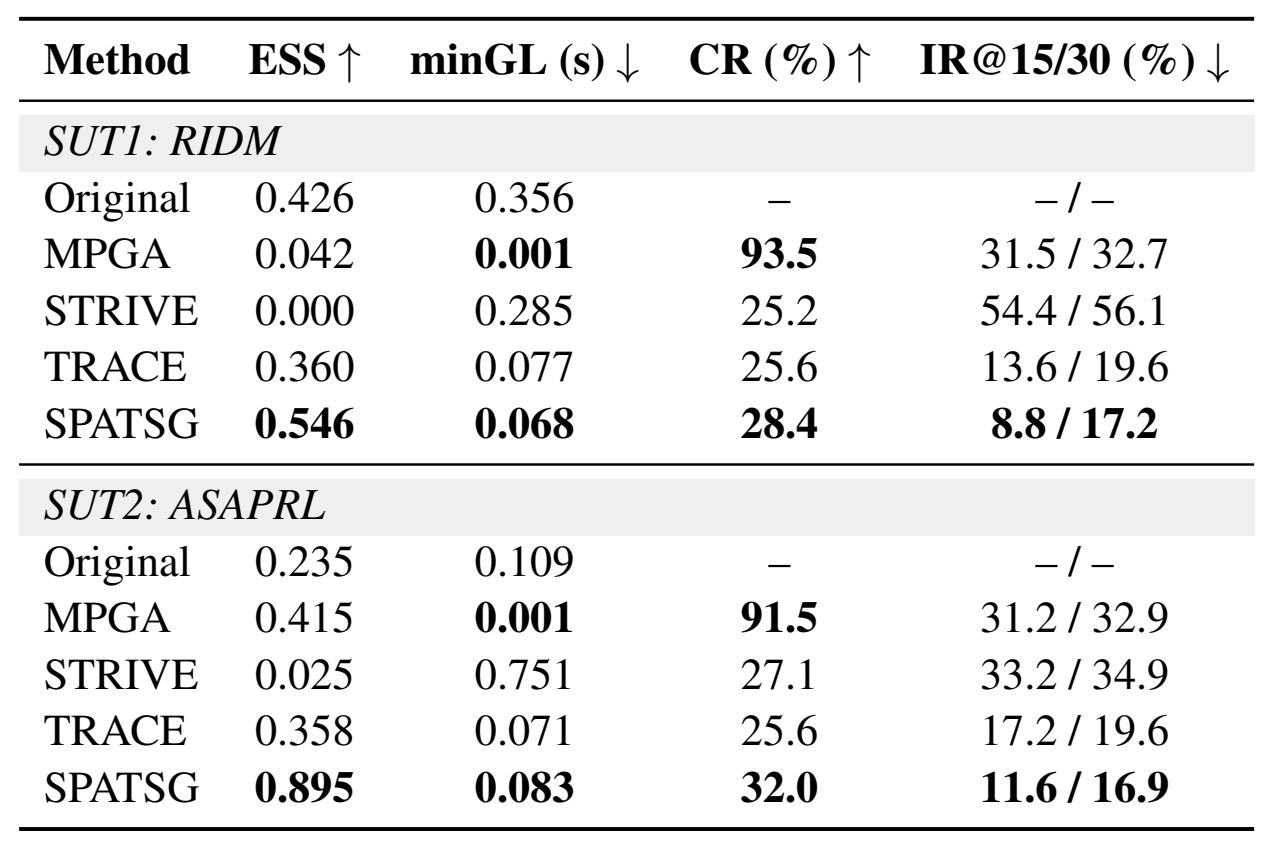 Method ESS ↑ minGL (s) ↓ CR (%) ↑ IR@15/30 (%) ↓
SUT1: RIDM
Original 0.426 0.356 – – / –
MPGA 0.042 0.001 93.5 31.5 / 32.7
STRIVE 0.000 0.285 25.2 54.4 / 56.1
TRACE 0.360 0.077 25.6 13.6 / 19.6
SPATSG 0.546 0.068 28.4 8.8 / 17.2
SUT2: ASAPRL
Original 0.235 0.109 – – / –
MPGA 0.415 0.001 91.5 31.2 / 32.9
STRIVE 0.025 0.751 27.1 33.2 / 34.9
TRACE 0.358 0.071 25.6 17.2 / 19.6
SPATSG 0.895 0.083 32.0 11.6 / 16.9